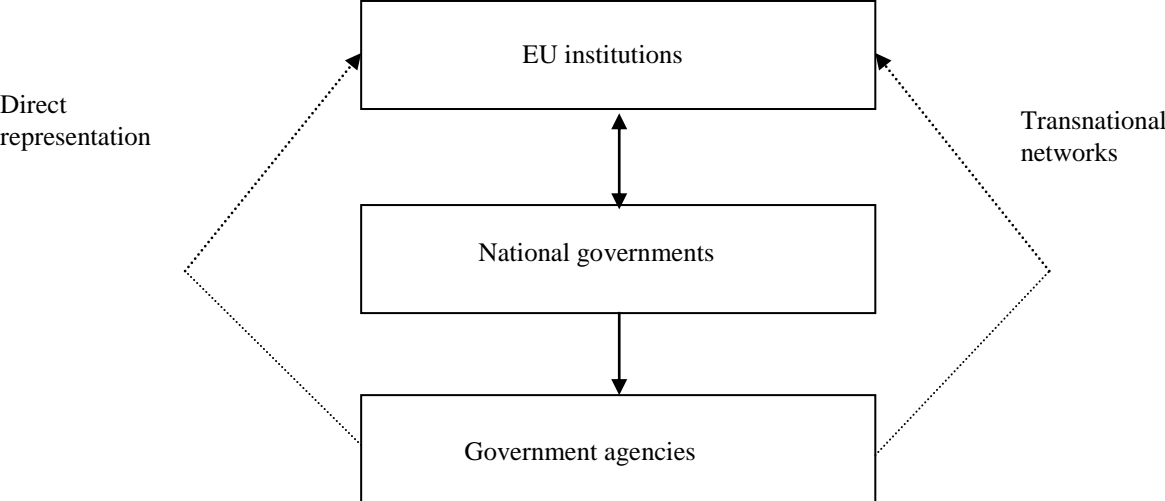 EU institutions
Direct
representation
Transnational
networks
National governments
Government agencies